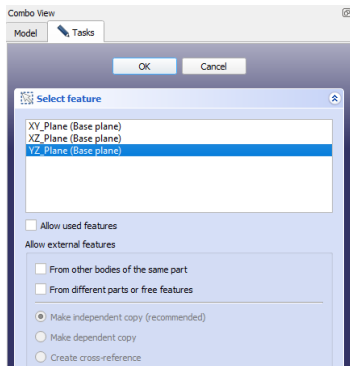 Combo View
Model Tasks
OK Cancel
Select feature
XY_Plane (Base plane)
XZ_Plane (Base plane)
YZ_Plane (Base plane)
Allow used features
Allow external features
From other bodies of the same part
From different parts or free features
Make independent copy (recommended)
Make dependent copy
Create cross-reference